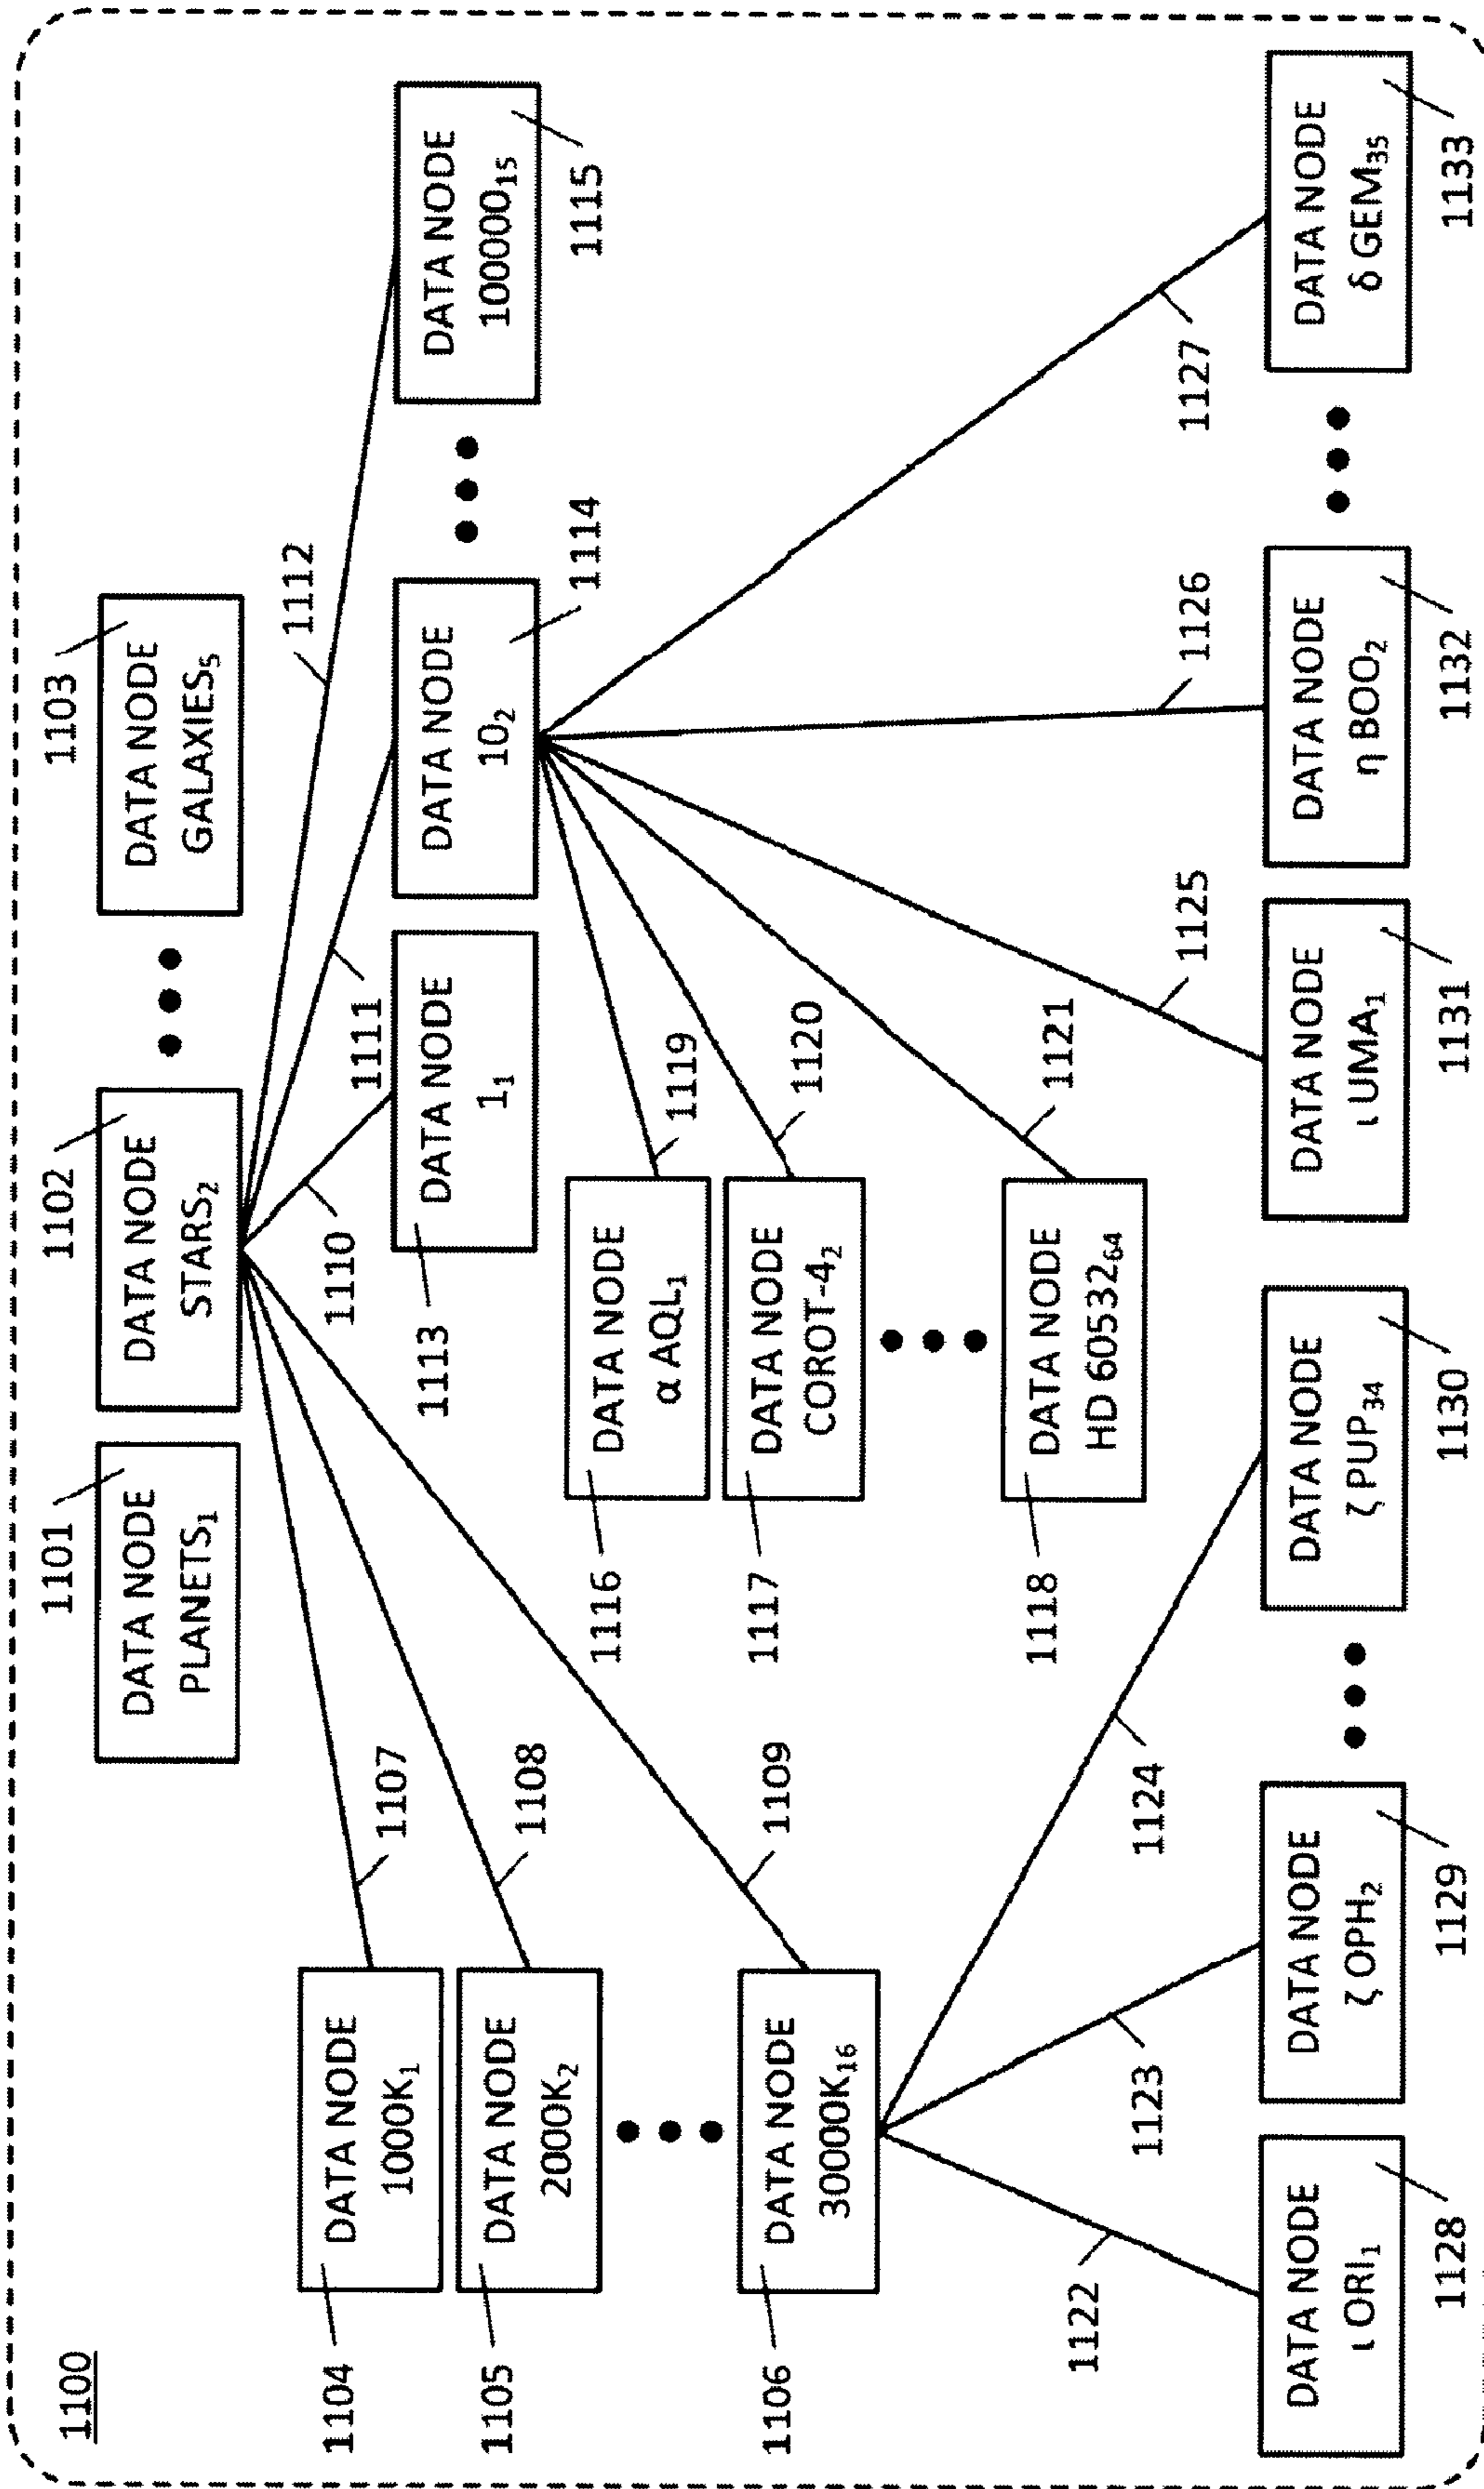 1100
1101
DATA NODE
PLANETS₁
1102
DATA NODE
STARS₂
1103
DATA NODE
GALAXIES₅
1104
DATA NODE
1000K₁
1105
DATA NODE
2000K₂
1106
DATA NODE
30000K₁₆
1107
1108
1109
1110
1111
1112
1113
DATA NODE
1₁
1114
DATA NODE
10₂
1115
DATA NODE
100000₁₅
1116
DATA NODE
α AQL₁
1117
DATA NODE
COROT-4₂
1118
DATA NODE
HD 60532₆₄
1119
1120
1121
1122
1123
1124
1125
1126
1127
DATA NODE
ι ORI₁
1128
DATA NODE
ζ OPH₂
1129
DATA NODE
ζ PUP₃₄
1130
DATA NODE
ι UMA₁
1131
DATA NODE
η BOO₂
1132
DATA NODE
δ GEM₃₅
1133